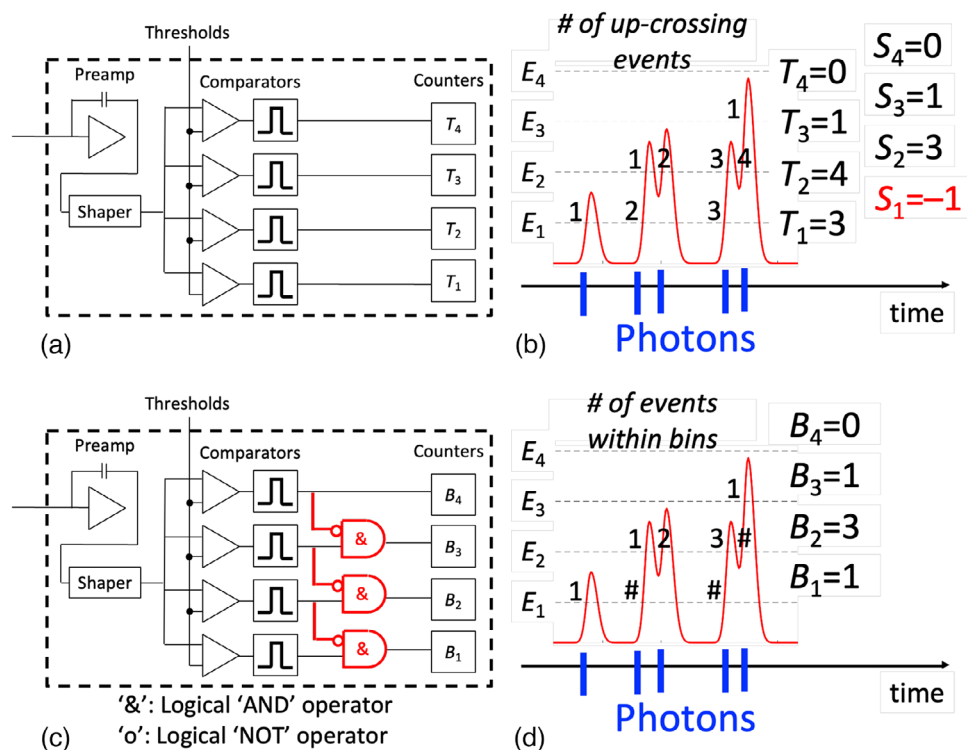 Thresholds
Preamp
Comparators
Counters
T4
T3
Shaper
T2
T1
(a)
# of up-crossing
events
E4
E3
E2
E1
1
1
2
2
1
3
4
3
T4=0
T3=1
T2=4
T1=3
S4=0
S3=1
S2=3
S1=–1
time
Photons
(b)
Thresholds
Preamp
Comparators
Counters
B4
&
B3
Shaper
&
B2
&
B1
'&': Logical 'AND' operator
'o': Logical 'NOT' operator
(c)
# of events
within bins
E4
E3
E2
E1
1
1
2
#
1
3
#
#
B4=0
B3=1
B2=3
B1=1
time
Photons
(d)